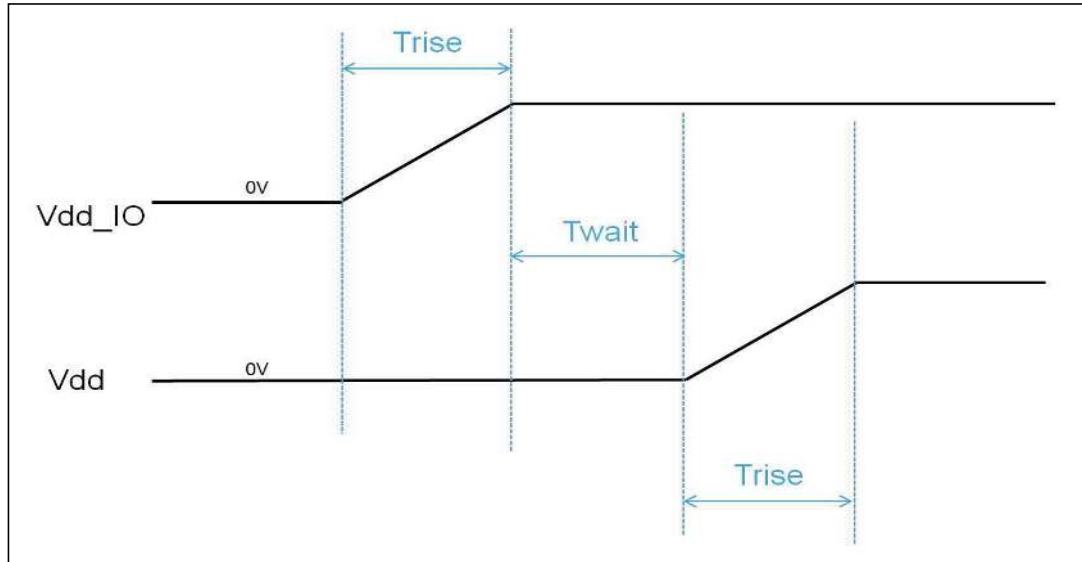 Trise
0V
Vdd_IO
Twait
0V
Vdd
Trise